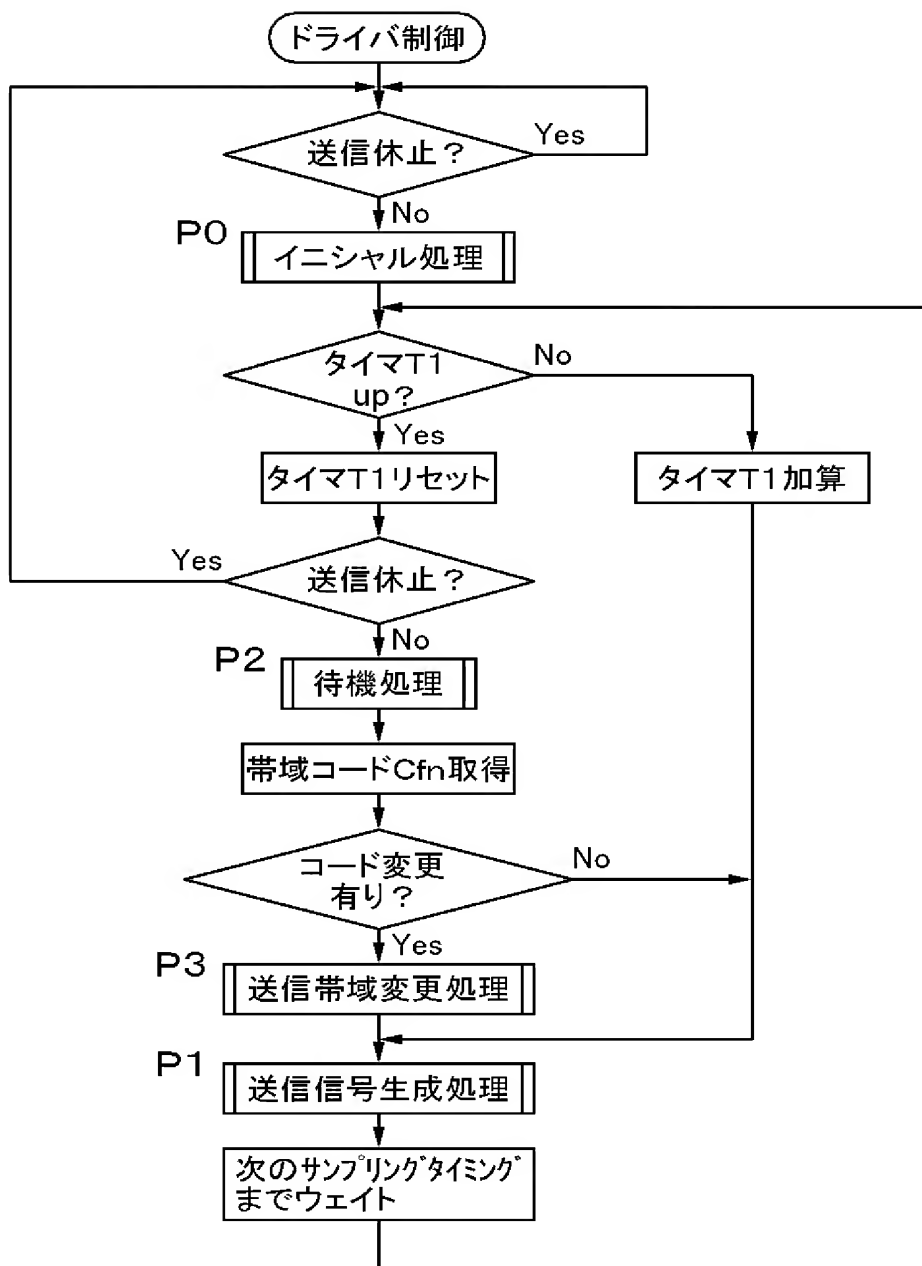 ドライバ制御
送信休止?
Yes
No
P0
イニシャル処理
タイマT1
up?
No
Yes
タイマT1リセット
タイマT1加算
Yes
送信休止?
No
P2
待機処理
帯域コードCfn取得
コード変更
有り?
No
Yes
P3
送信帯域変更処理
P1
送信信号生成処理
次のサンプリングタイミング
までウェイト